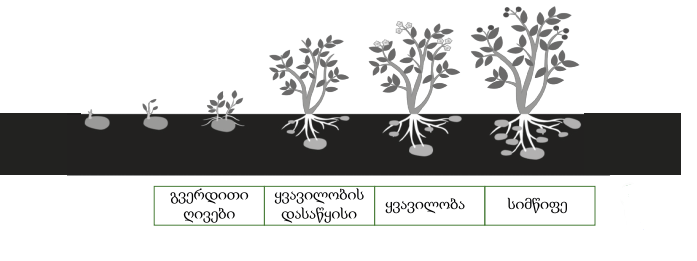 გვერდითი
ღივები
ყვავილობის
დასაწყისი
ყვავილობა
სიმწიფე